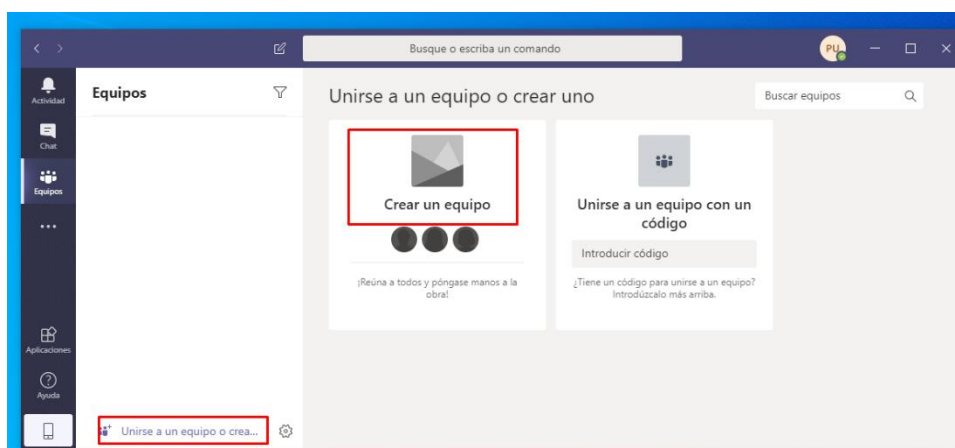 Busque o escriba un comando
PU
Actividad
Chat
Equipos
Aplicaciones
Ayuda
Equipos
Unirse a un equipo o crea...
Unirse a un equipo o crear uno
Buscar equipos
Crear un equipo
¡Reúna a todos y póngase manos a la
obra!
Unirse a un equipo con un
código
Introducir código
¿Tiene un código para unirse a un equipo?
Introdúzcalo más arriba.